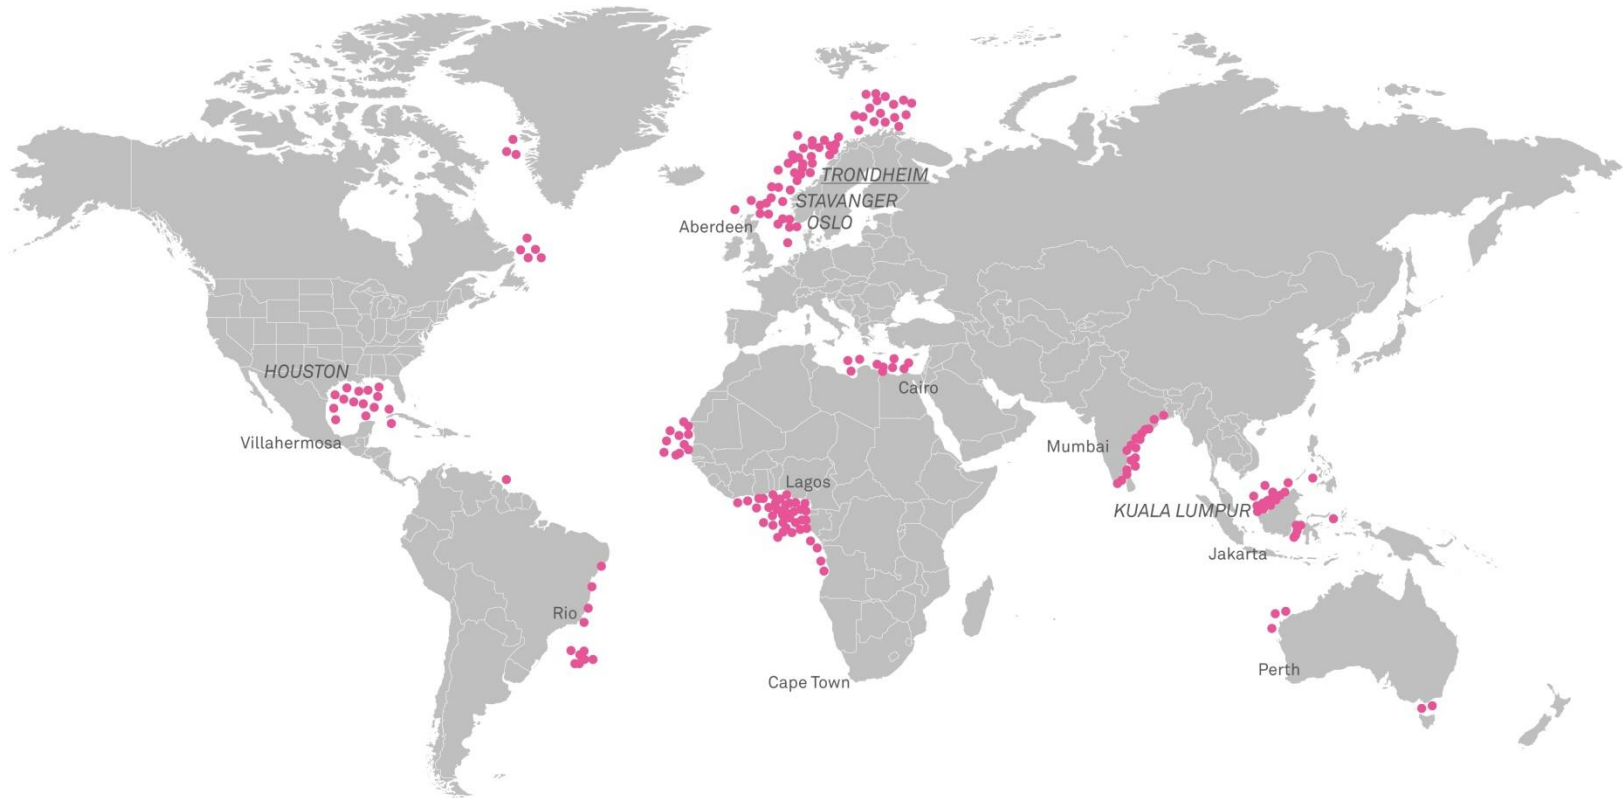 TRONDHEIM
STAVANGER
Aberdeen
OSLO
HOUSTON
Cairo
Villahermosa
Mumbai
Lagos
KUALA LUMPUR
Jakarta
Rio
Perth
Cape Town